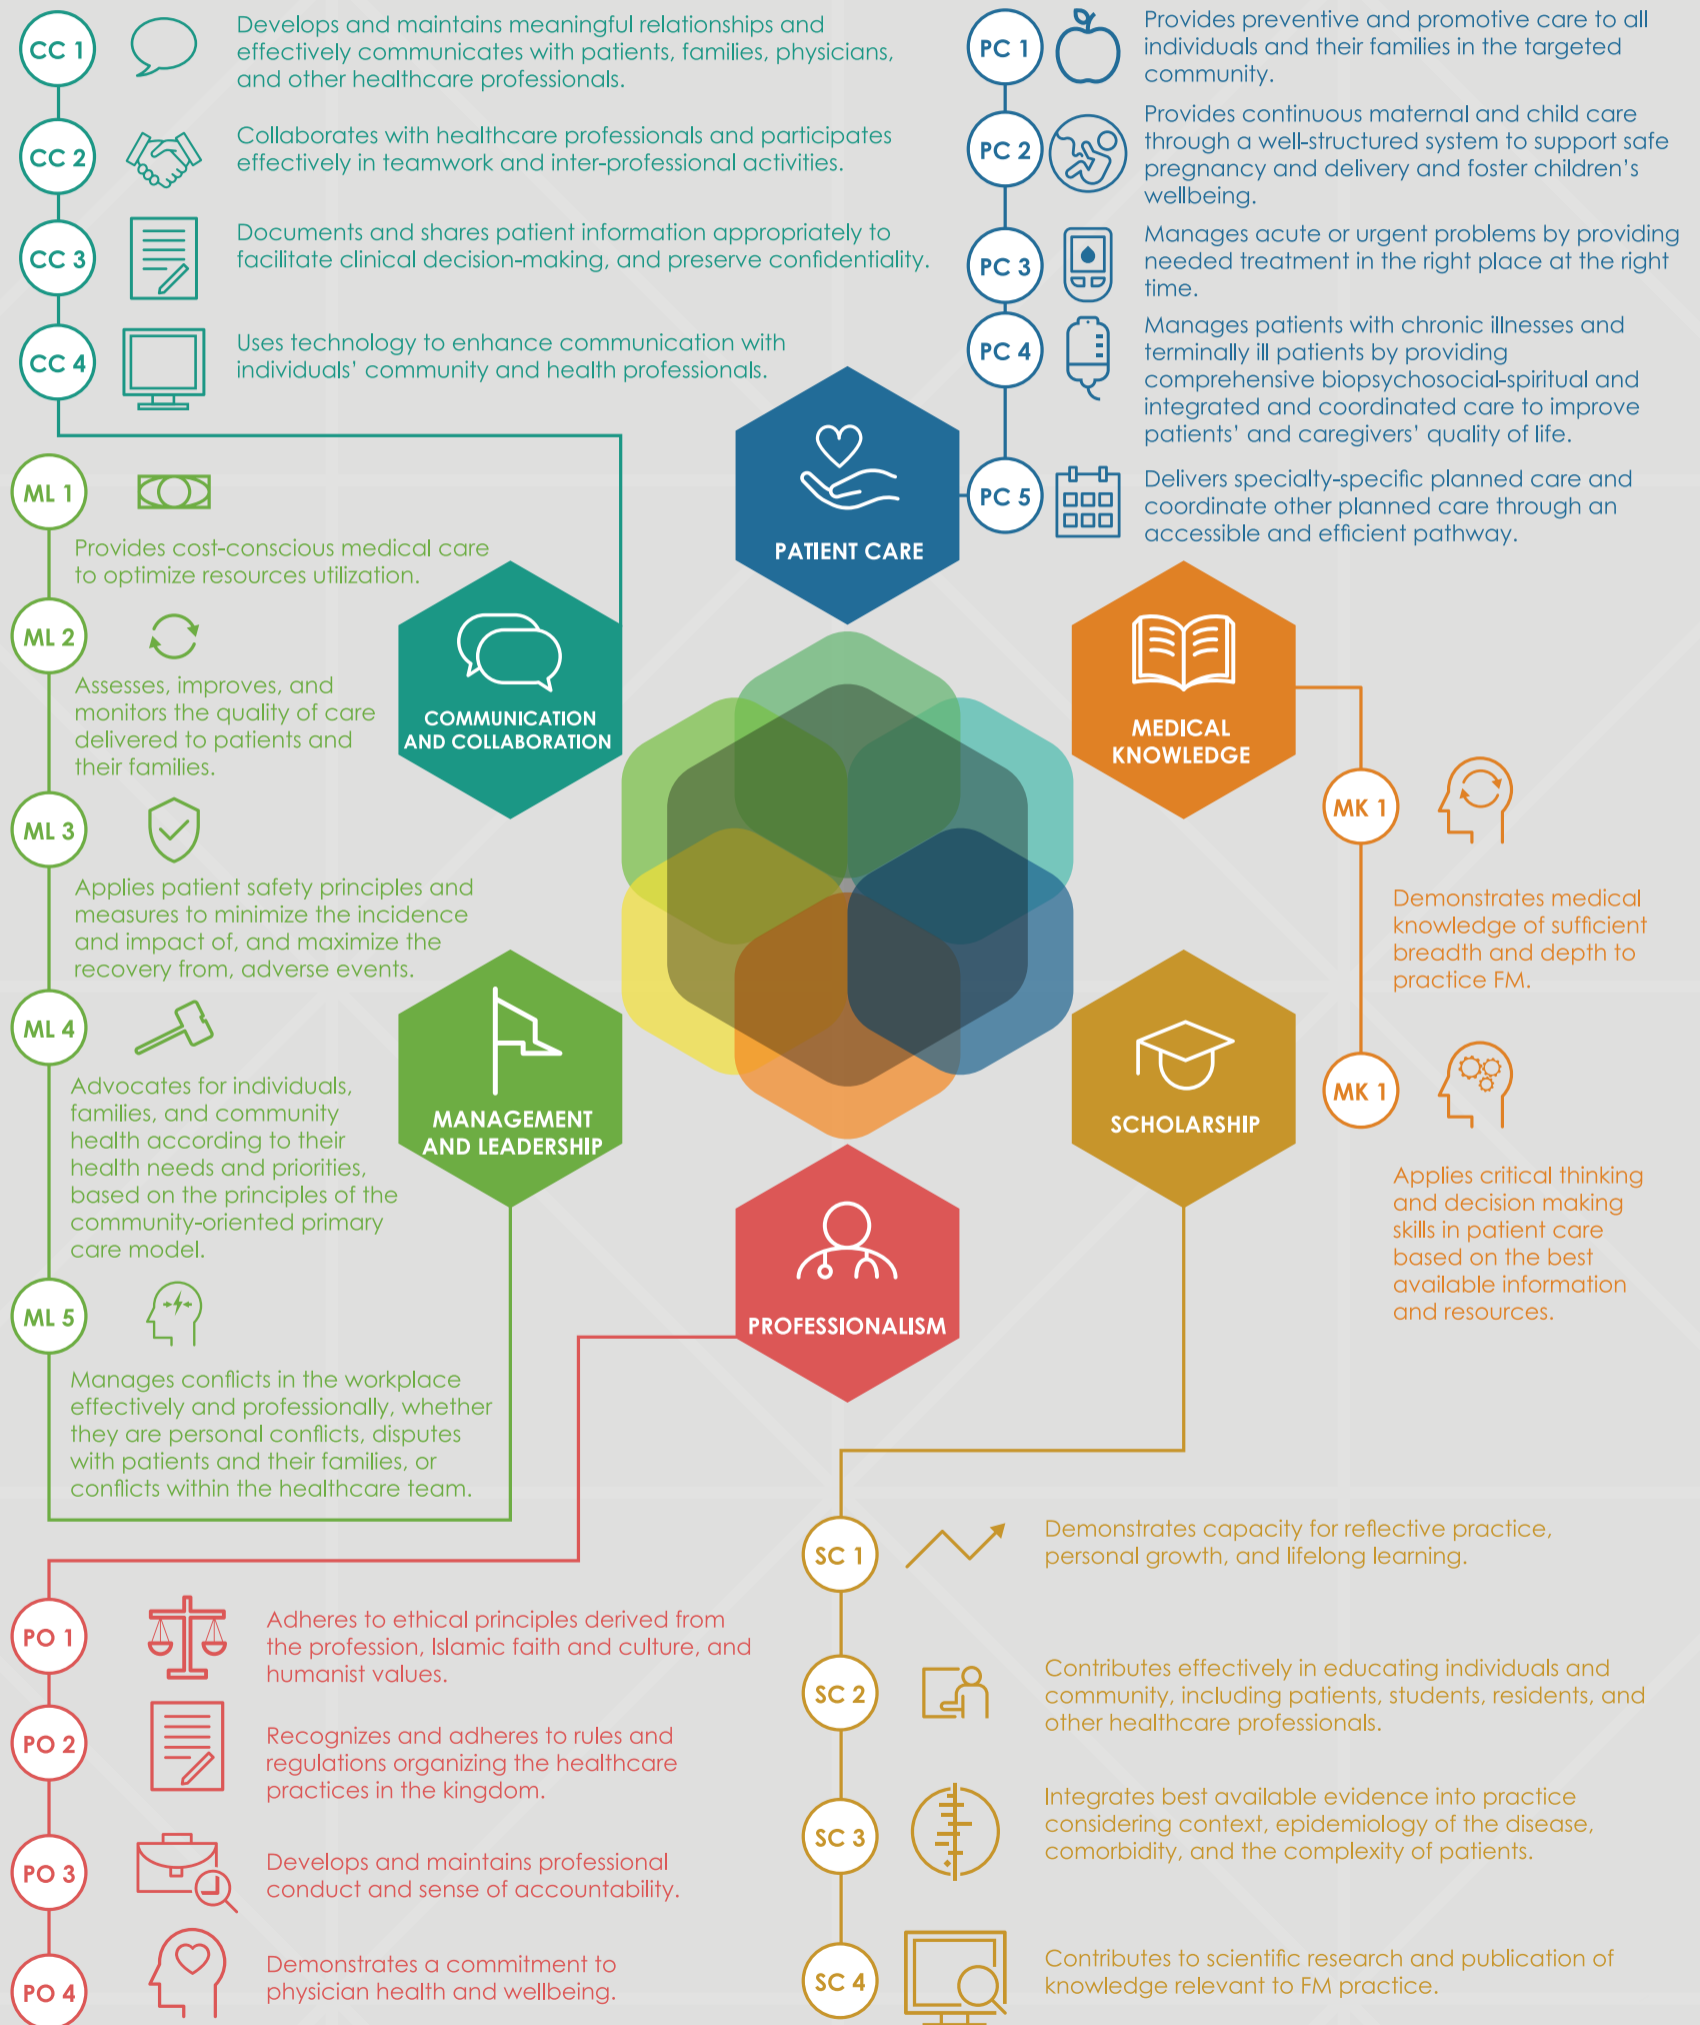 CC 1
Develops and maintains meaningful relationships and
effectively communicates with patients, families, physicians,
and other healthcare professionals.
CC 2
Collaborates with healthcare professionals and participates
effectively in teamwork and inter-professional activities.
CC 3
Documents and shares patient information appropriately to
facilitate clinical decision-making, and preserve confidentiality.
CC 4
Uses technology to enhance communication with
individuals’ community and health professionals.
PC 1
Provides preventive and promotive care to all
individuals and their families in the targeted
community.
PC 2
Provides continuous maternal and child care
through a well-structured system to support safe
pregnancy and delivery and foster children’s
wellbeing.
PC 3
Manages acute or urgent problems by providing
needed treatment in the right place at the right
time.
PC 4
Manages patients with chronic illnesses and
terminally ill patients by providing
comprehensive biopsychosocial-spiritual and
integrated and coordinated care to improve
patients’ and caregivers’ quality of life.
PC 5
Delivers specialty-specific planned care and
coordinate other planned care through an
accessible and efficient pathway.
PATIENT CARE
COMMUNICATION
AND COLLABORATION
MEDICAL
KNOWLEDGE
MANAGEMENT
AND LEADERSHIP
SCHOLARSHIP
PROFESSIONALISM
ML 1
Provides cost-conscious medical care
to optimize resources utilization.
ML 2
Assesses, improves, and
monitors the quality of care
delivered to patients and
their families.
ML 3
Applies patient safety principles and
measures to minimize the incidence
and impact of, and maximize the
recovery from, adverse events.
ML 4
Advocates for individuals,
families, and community
health according to their
health needs and priorities,
based on the principles of the
community-oriented primary
care model.
ML 5
Manages conflicts in the workplace
effectively and professionally, whether
they are personal conflicts, disputes
with patients and their families, or
conflicts within the healthcare team.
MK 1
Demonstrates medical
knowledge of sufficient
breadth and depth to
practice FM.
MK 1
Applies critical thinking
and decision making
skills in patient care
based on the best
available information
and resources.
PO 1
Adheres to ethical principles derived from
the profession, Islamic faith and culture, and
humanist values.
PO 2
Recognizes and adheres to rules and
regulations organizing the healthcare
practices in the kingdom.
PO 3
Develops and maintains professional
conduct and sense of accountability.
PO 4
Demonstrates a commitment to
physician health and wellbeing.
SC 1
Demonstrates capacity for reflective practice,
personal growth, and lifelong learning.
SC 2
Contributes effectively in educating individuals and
community, including patients, students, residents, and
other healthcare professionals.
SC 3
Integrates best available evidence into practice
considering context, epidemiology of the disease,
comorbidity, and the complexity of patients.
SC 4
Contributes to scientific research and publication of
knowledge relevant to FM practice.